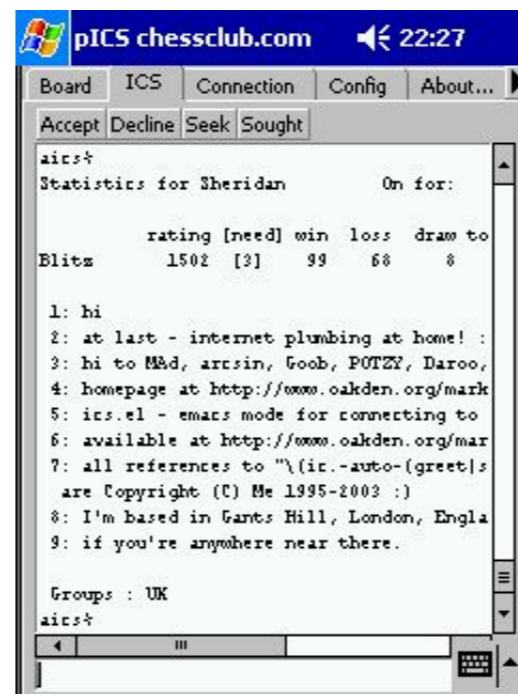 pICS chessclub.com 22:27
Board ICS Connection Config About...
Accept Decline Seek Sought
aics%
Statistics for Sheridan On for:
rating [need] win loss draw to
Blitz 1502 [3] 99 68 8
1: hi
2: at last - internet plumbing at home! :
3: hi to MAd, arcsin, Goob, POTZY, Daroo,
4: homepage at http://www.oakden.org/mark
5: ics.el - emacs mode for connecting to
6: available at http://www.oakden.org/mar
7: all references to "\(ic.-auto-(greet|s
are Copyright (C) Me 1995-2003 :)
8: I'm based in Gants Hill, London, Engla
9: if you're anywhere near there.
Groups : UK
aics%